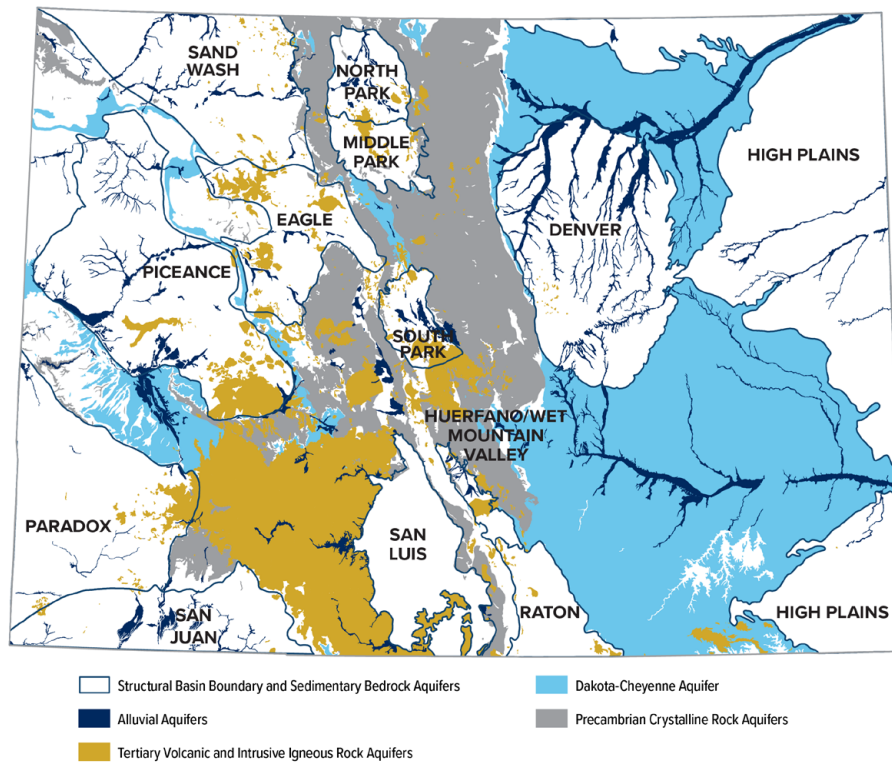 SAND
WASH
NORTH
PARK
MIDDLE
PARK
HIGH PLAINS
EAGLE
DENVER
PICEANCE
SOUTH
PARK
HUERFANO/WET
MOUNTAIN
VALLEY
PARADOX
SAN
LUIS
SAN
JUAN
RATON
HIGH PLAINS
Structural Basin Boundary and Sedimentary Bedrock Aquifers
Alluvial Aquifers
Tertiary Volcanic and Intrusive Igneous Rock Aquifers
Dakota-Cheyenne Aquifer
Precambrian Crystalline Rock Aquifers